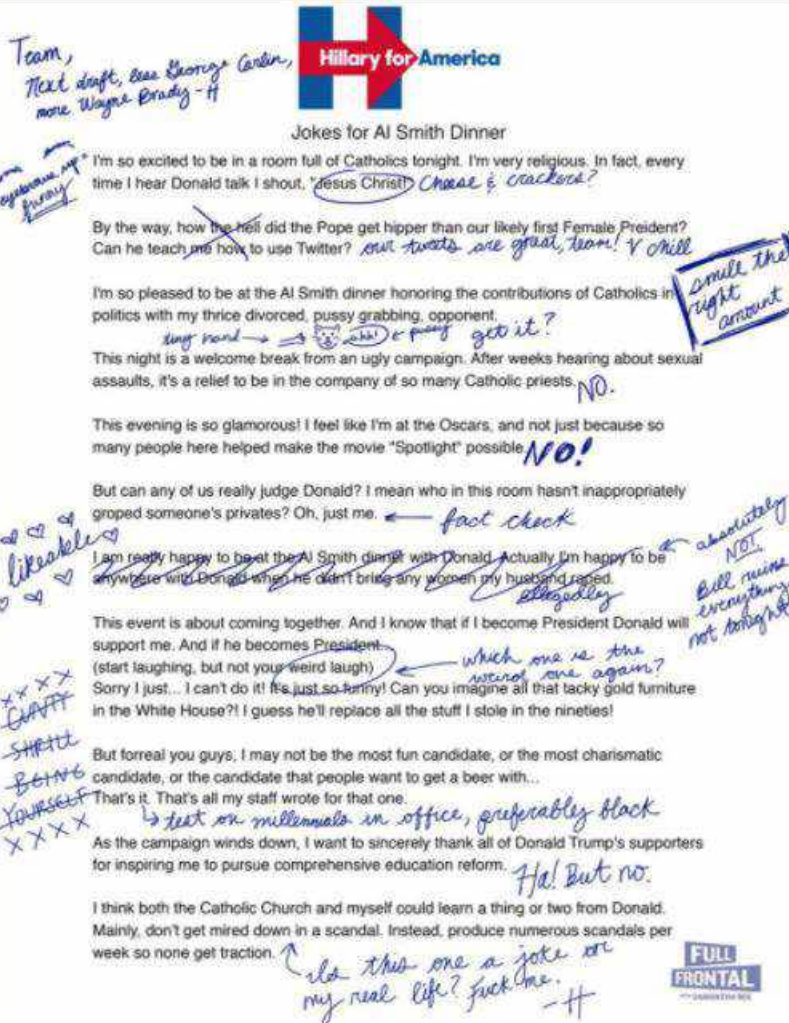 Team,
Next draft, less George Carlin,
more Wayne Brady - H
Hillary for America
Jokes for Al Smith Dinner
eyebrows up
funny
I'm so excited to be in a room full of Catholics tonight. I'm very religious. In fact, every
time I hear Donald talk I shout, "Jesus Christ!" Cheese & crackers?
By the way, how the hell did the Pope get hipper than our likely first Female Preident?
Can he teach me how to use Twitter? our tweets are great, team! V chill
smile the
right
amount
I'm so pleased to be at the Al Smith dinner honoring the contributions of Catholics in
politics with my thrice divorced, pussy grabbing, opponent.
tiny hand → ahh! ← pussy get it?
This night is a welcome break from an ugly campaign. After weeks hearing about sexual
assaults, it's a relief to be in the company of so many Catholic priests. NO.
This evening is so glamorous! I feel like I'm at the Oscars, and not just because so
many people here helped make the movie "Spotlight" possible. NO!
But can any of us really judge Donald? I mean who in this room hasn't inappropriately
groped someone's privates? Oh, just me. ← fact check
likeable
I am really happy to be at the Al Smith dinner with Donald. Actually I'm happy to be
anywhere with Donald when he didn't bring any women my husband raped.
allegedly
absolutely
NOT
Bill ruins
everything
not tonight
This event is about coming together. And I know that if I become President Donald will
support me. And if he becomes President...
(start laughing, but not your weird laugh) ← which one is the
weird one again?
Sorry I just... I can't do it! It's just so funny! Can you imagine all that tacky gold furniture
in the White House?! I guess he'll replace all the stuff I stole in the nineties!
XXXX
CUNTY
SHRILL
BEING
YOURSELF
XXXX
But forreal you guys, I may not be the most fun candidate, or the most charismatic
candidate, or the candidate that people want to get a beer with...
That's it. That's all my staff wrote for that one.
test on millennials in office, preferably black
As the campaign winds down, I want to sincerely thank all of Donald Trump's supporters
for inspiring me to pursue comprehensive education reform. Ha! But no.
I think both the Catholic Church and myself could learn a thing or two from Donald.
Mainly, don't get mired down in a scandal. Instead, produce numerous scandals per
week so none get traction.
Is this one a joke or
my real life? Fuck me.
- H
FULL
FRONTAL
WITH SAMANTHA BEE